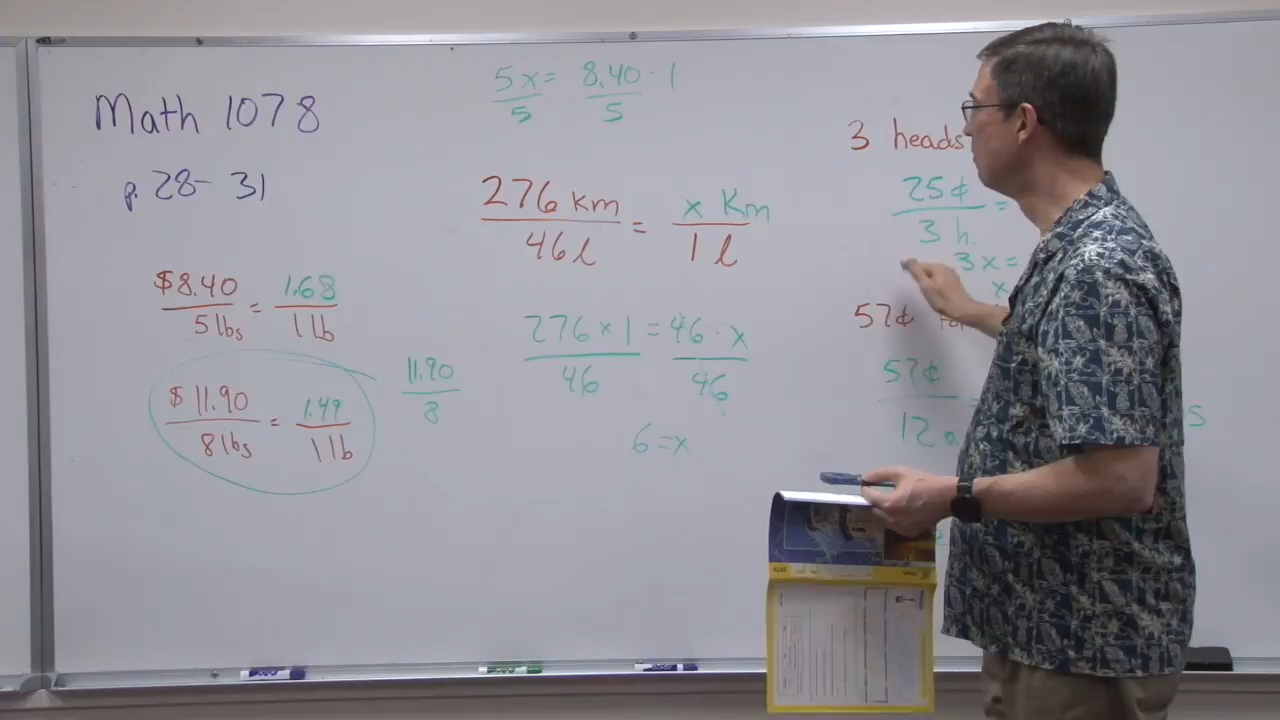 Math 1078
p. 28- 31
$8.40 / 5 lbs = 1.68 / 1 lb
$11.90 / 8 lbs = 1.49 / 1 lb
11.90 / 8
5x = 8.40 · 1
5 5
276 km / 46 l = x Km / 1 l
276 × 1 = 46 · x
46 46
6 = x
3 heads
25¢ / 3 h. =
3x =
x
57¢ for
57¢
12 o.